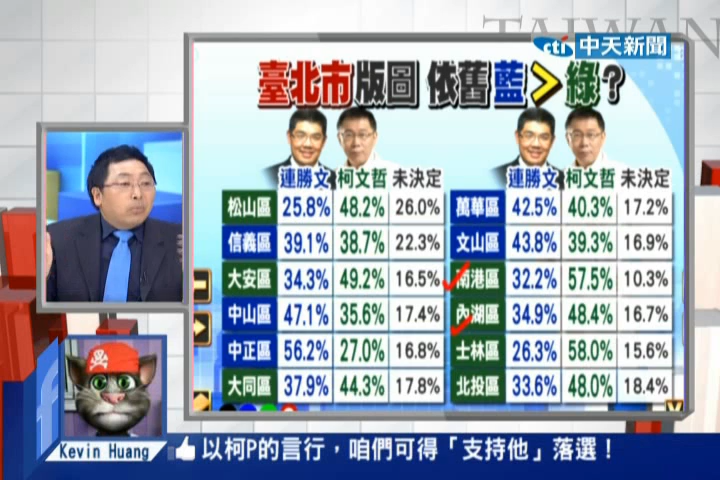 TAIWAN
cti 中天新聞
臺北市版圖 依舊藍>綠?
連勝文 柯文哲 未決定 連勝文 柯文哲 未決定
松山區 25.8% 48.2% 26.0% 萬華區 42.5% 40.3% 17.2%
信義區 39.1% 38.7% 22.3% 文山區 43.8% 39.3% 16.9%
大安區 34.3% 49.2% 16.5% 南港區 32.2% 57.5% 10.3%
中山區 47.1% 35.6% 17.4% 內湖區 34.9% 48.4% 16.7%
中正區 56.2% 27.0% 16.8% 士林區 26.3% 58.0% 15.6%
大同區 37.9% 44.3% 17.8% 北投區 33.6% 48.0% 18.4%
Kevin Huang 以柯P的言行，咱們可得「支持他」落選！